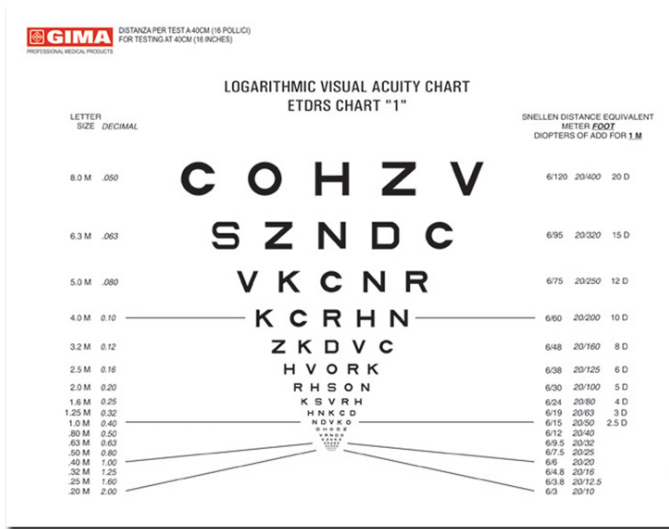 GIMA
PROFESSIONAL MEDICAL PRODUCTS
DISTANZA PER TEST A 40CM (16 POLLICI)
FOR TESTING AT 40CM (16 INCHES)
LOGARITHMIC VISUAL ACUITY CHART
ETDRS CHART "1"
LETTER
SIZE DECIMAL
SNELLEN DISTANCE EQUIVALENT
METER FOOT
DIOPTERS OF ADD FOR 1 M
8.0 M .050 C O H Z V 6/120 20/400 20 D
6.3 M .063 S Z N D C 6/95 20/320 15 D
5.0 M .080 V K C N R 6/75 20/250 12 D
4.0 M 0.10 K C R H N 6/60 20/200 10 D
3.2 M 0.12 Z K D V C 6/48 20/160 8 D
2.5 M 0.16 H V O R K 6/38 20/125 6 D
2.0 M 0.20 R H S O N 6/30 20/100 5 D
1.6 M 0.25 K S V R H 6/24 20/80 4 D
1.25 M 0.32 H N K C D 6/19 20/63 3 D
1.0 M 0.40 N D V K O 6/15 20/50 2.5 D
.80 M 0.50 6/12 20/40
.63 M 0.63 6/9.5 20/32
.50 M 0.80 6/7.5 20/25
.40 M 1.00 6/6 20/20
.32 M 1.25 6/4.8 20/16
.25 M 1.60 6/3.8 20/12.5
.20 M 2.00 6/3 20/10